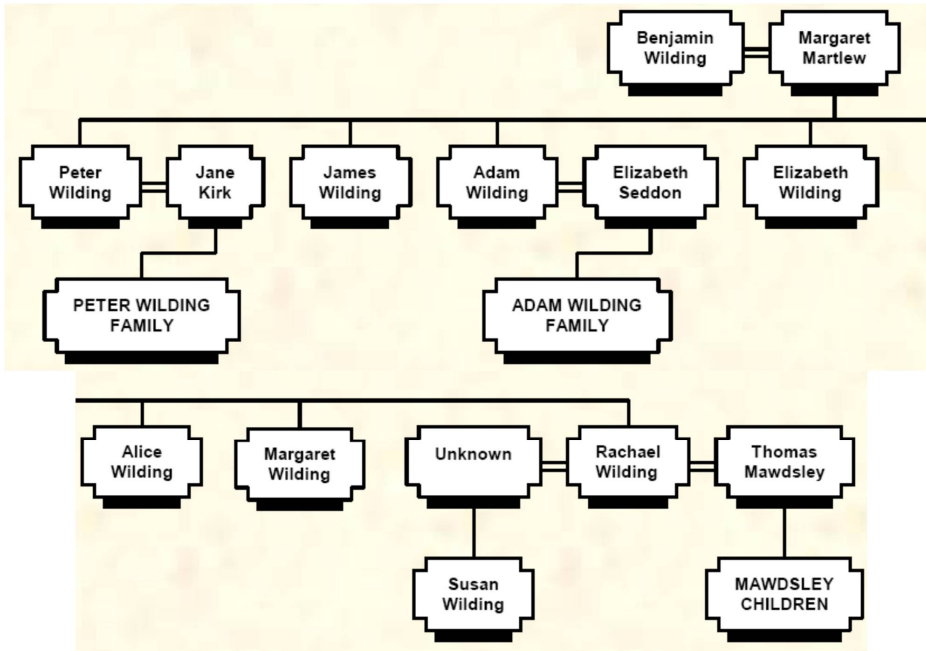 Benjamin
Wilding
Margaret
Martlew
Peter
Wilding
Jane
Kirk
James
Wilding
Adam
Wilding
Elizabeth
Seddon
Elizabeth
Wilding
PETER WILDING
FAMILY
ADAM WILDING
FAMILY
Alice
Wilding
Margaret
Wilding
Unknown
Rachael
Wilding
Thomas
Mawdsley
Susan
Wilding
MAWDSLEY
CHILDREN